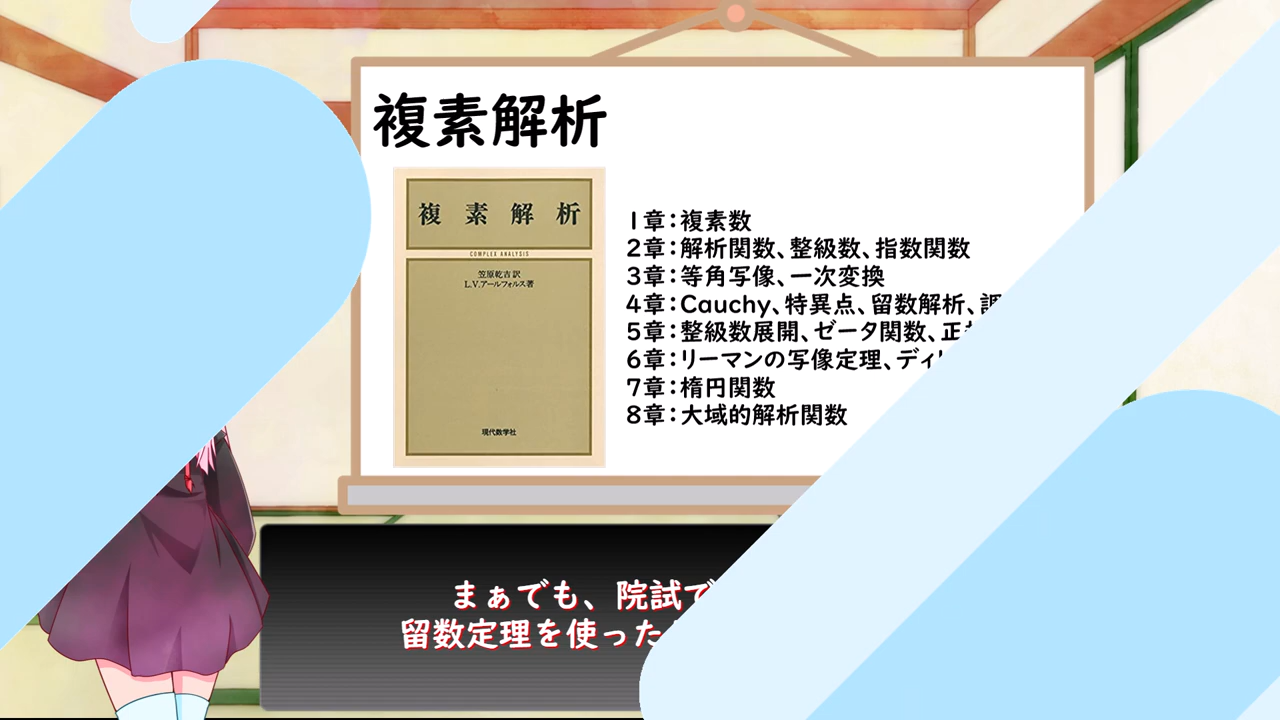 複素解析
複素解析
COMPLEX ANALYSIS
笠原乾吉訳
L.V.アールフォルス著
現代数学社
1章：複素数
2章：解析関数、整級数、指数関数
3章：等角写像、一次変換
4章：Cauchy、特異点、留数解析、調
5章：整級数展開、ゼータ関数、正
6章：リーマンの写像定理、ディ
7章：楕円関数
8章：大域的解析関数
まぁでも、院試で
留数定理を使った